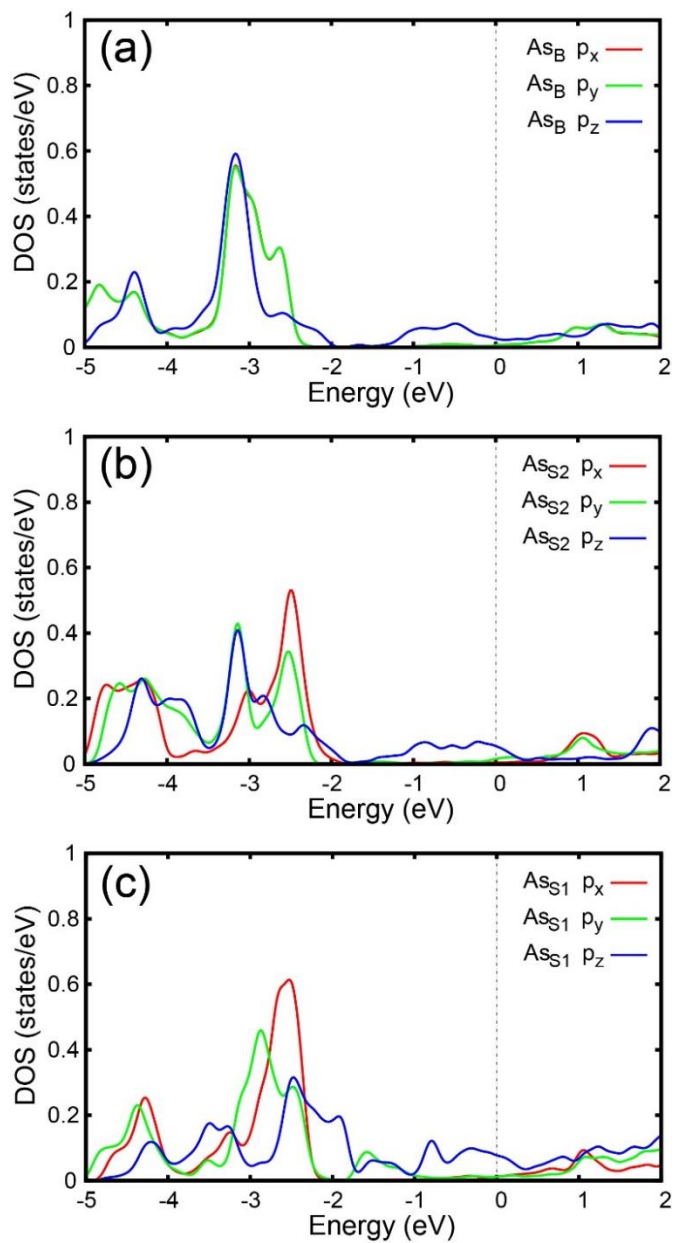 (a)
As_B p_x
As_B p_y
As_B p_z
DOS (states/eV)
1
0.8
0.6
0.4
0.2
0
-5 -4 -3 -2 -1 0 1 2
Energy (eV)
(b)
As_S2 p_x
As_S2 p_y
As_S2 p_z
DOS (states/eV)
1
0.8
0.6
0.4
0.2
0
-5 -4 -3 -2 -1 0 1 2
Energy (eV)
(c)
As_S1 p_x
As_S1 p_y
As_S1 p_z
DOS (states/eV)
1
0.8
0.6
0.4
0.2
0
-5 -4 -3 -2 -1 0 1 2
Energy (eV)